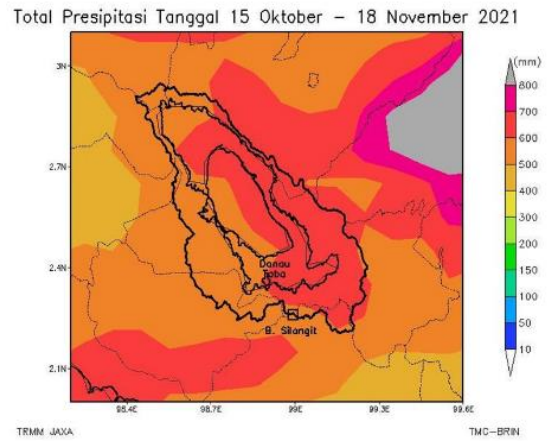 Total Presipitasi Tanggal 15 Oktober - 18 November 2021
(mm)
800
700
600
500
400
300
200
150
100
50
10
3N
2.7N
2.4N
2.1N
Danau
Toba
B. Silangit
98.4E 98.7E 99E 99.3E 99.6E
TRMM JAXA TMC-BRIN